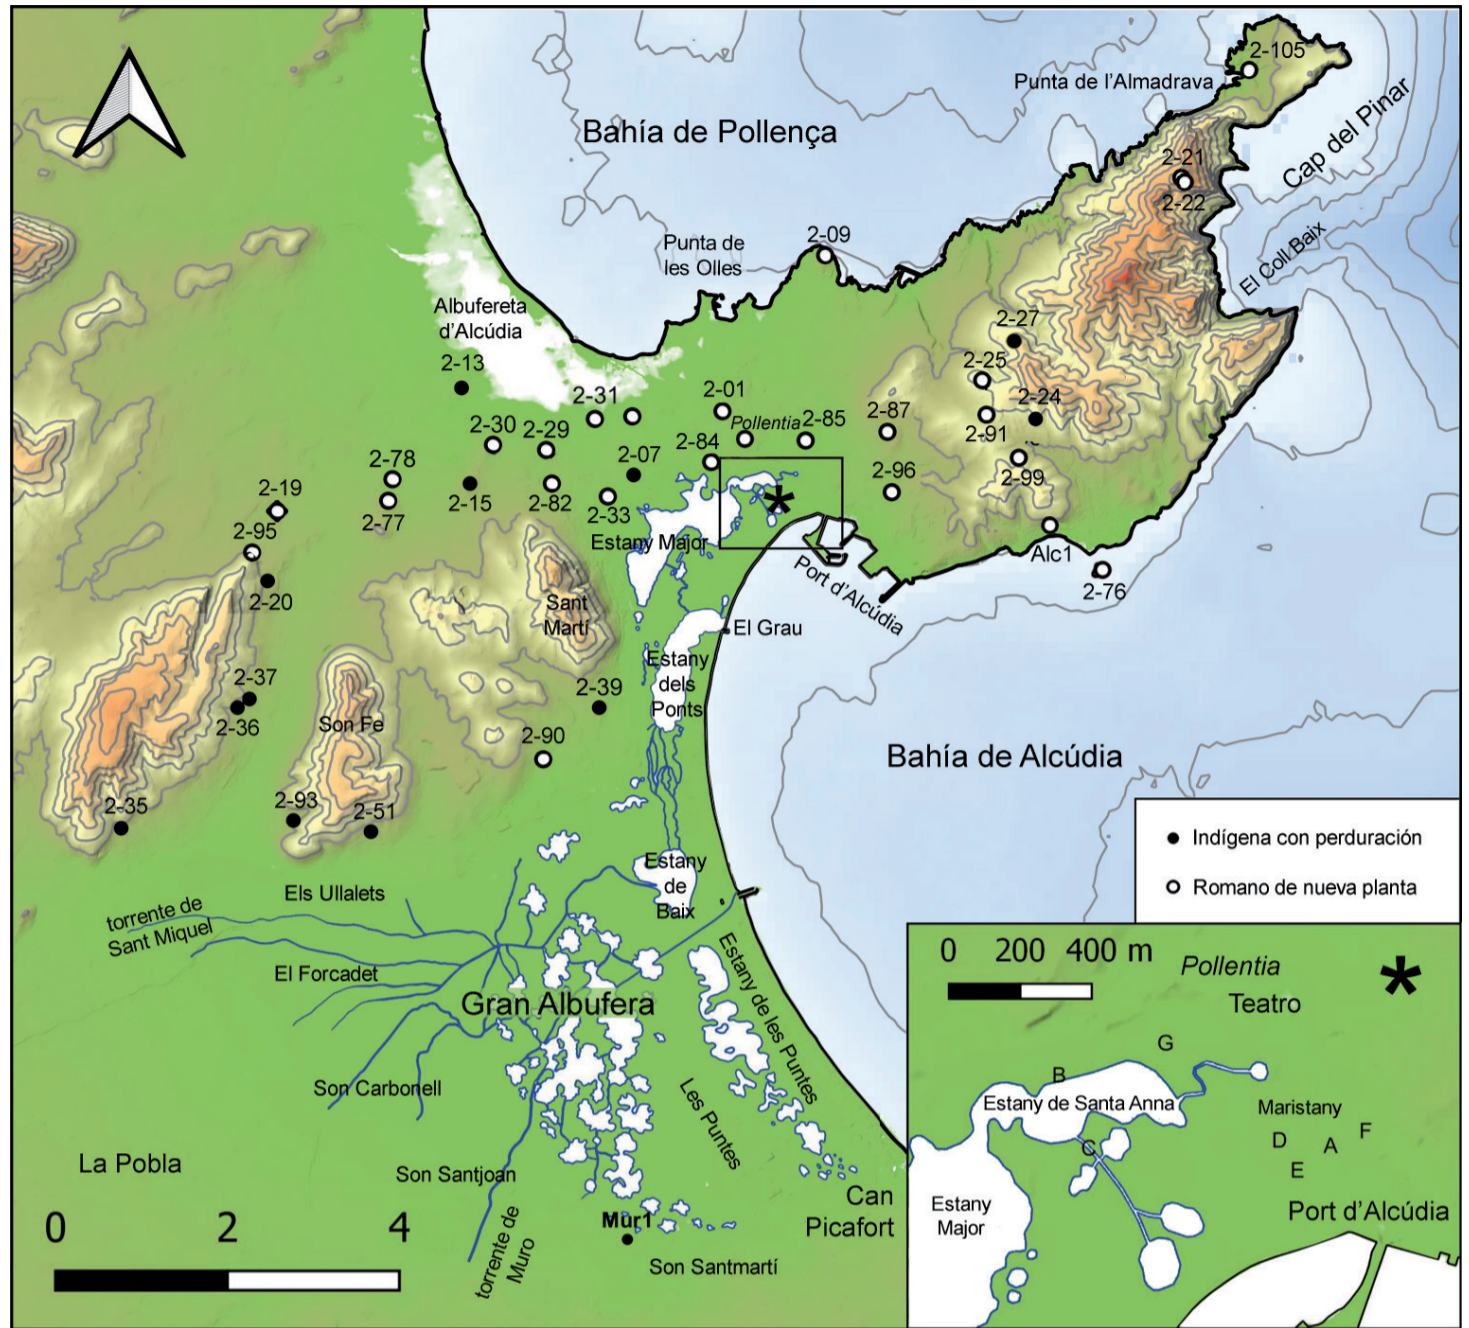 2-105
Punta de l'Almadrava
Bahía de Pollença
Cap del Pinar
2-21
2-22
2-09
Punta de
les Olles
El Coll Baix
Albufereta
d'Alcúdia
2-27
2-13
2-25
2-31
2-01
2-24
Pollentia
2-85
2-87
2-30
2-29
2-91
2-84
2-78
2-07
2-99
2-96
2-19
2-15
2-82
2-33
2-77
2-95
Estany Major
Alc1
Port d'Alcúdia
2-76
2-20
Sant
Martí
El Grau
Estany
dels
Ponts
2-37
2-39
2-36
Son Fe
2-90
Bahía de Alcúdia
2-35
2-93
2-51
Indígena con perduración
Romano de nueva planta
Estany
de
Baix
Els Ullalets
torrente de
Sant Miquel
El Forcadet
Gran Albufera
Estany de les Puntes
Les Puntes
Son Carbonell
La Pobla
Son Santjoan
Can
Picafort
torrente de
Muro
Mur1
Son Santmartí
0 2 4
0 200 400 m
Pollentia
*
Teatro
G
B
Estany de Santa Anna
Maristany
F
D
A
C
E
Estany
Major
Port d'Alcúdia
*